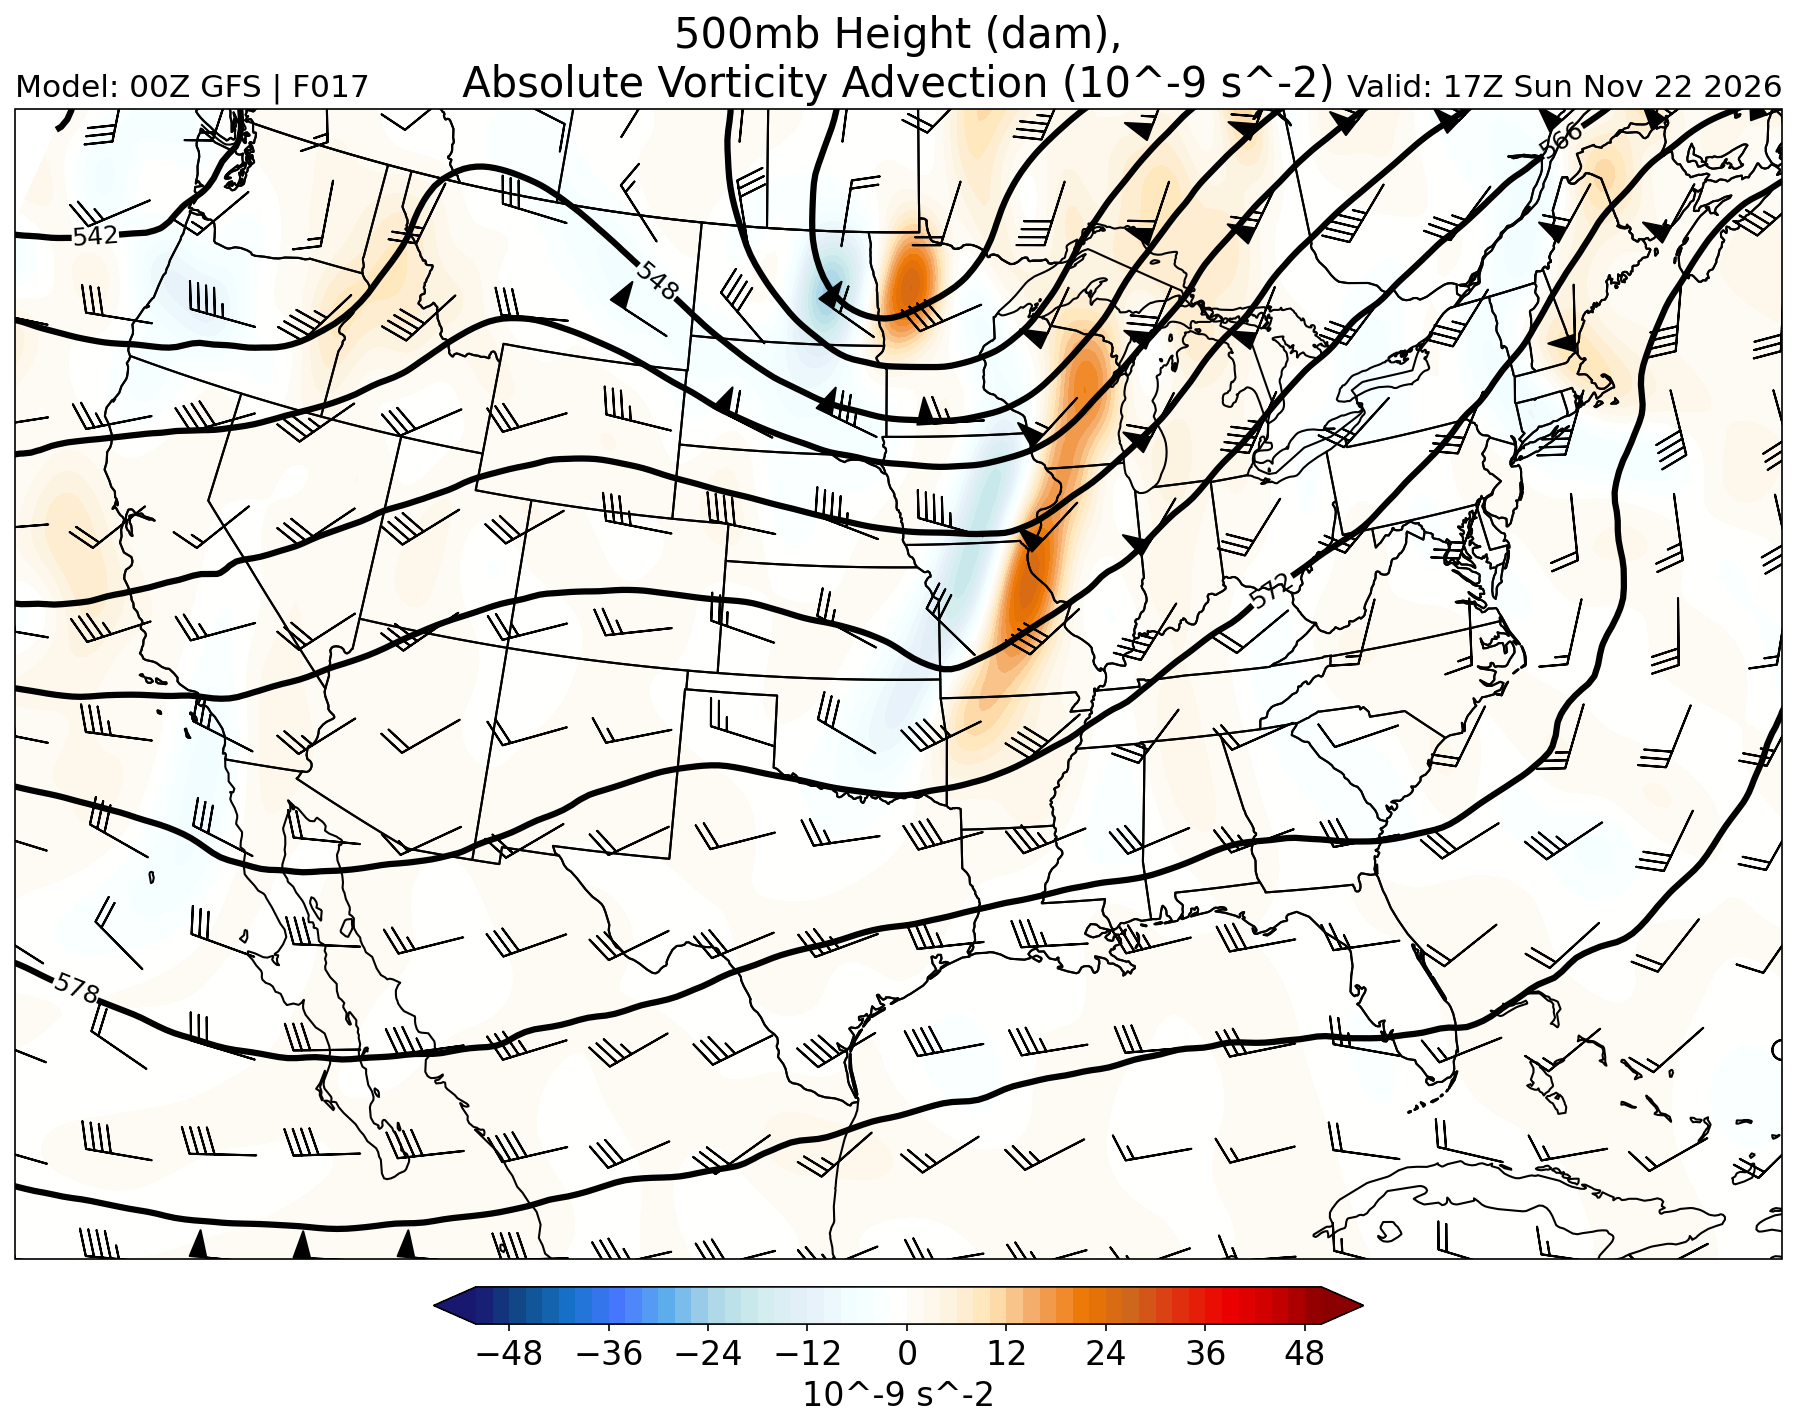 500mb Height (dam),
Model: 00Z GFS | F017
Absolute Vorticity Advection (10^-9 s^-2)
Valid: 17Z Sun Nov 22 2026
566
542
548
572
578
−48 −36 −24 −12 0 12 24 36 48
10^-9 s^-2